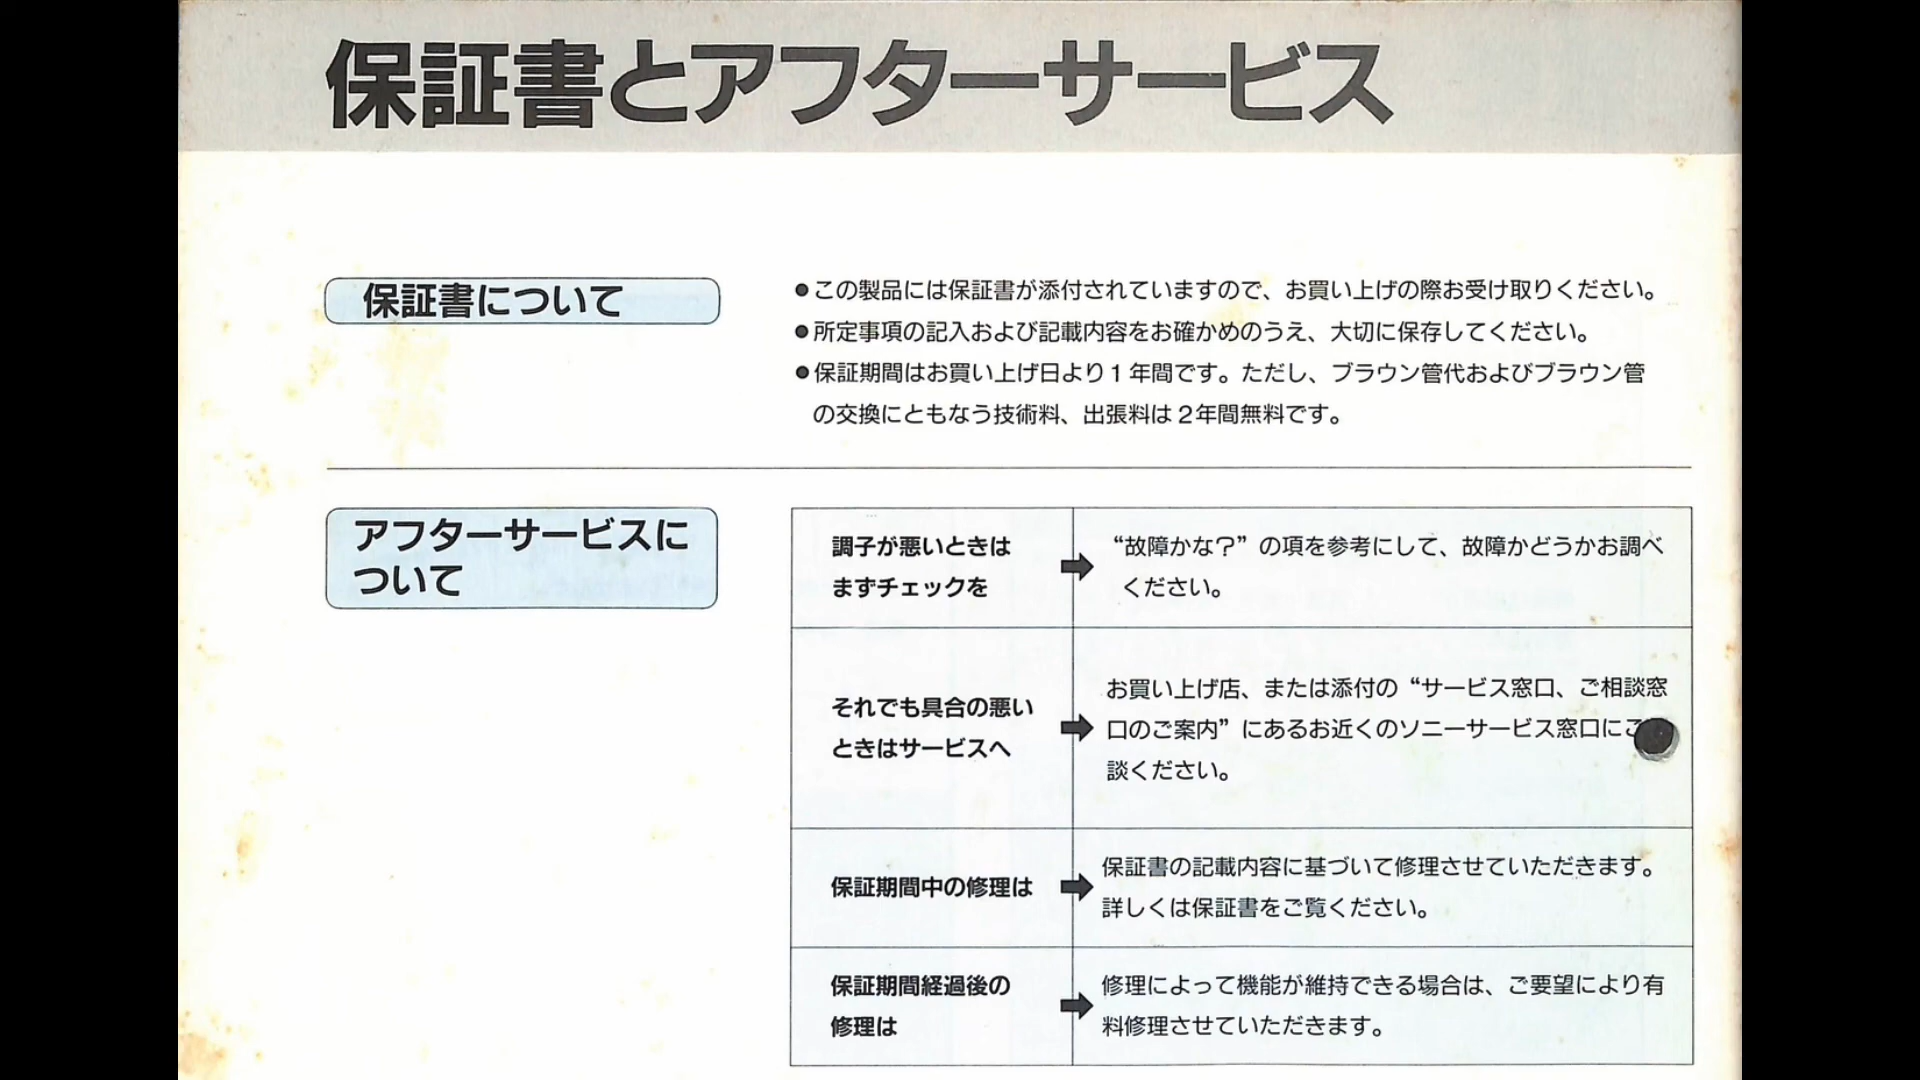 保証書とアフターサービス
保証書について
●この製品には保証書が添付されていますので、お買い上げの際お受け取りください。
●所定事項の記入および記載内容をお確かめのうえ、大切に保存してください。
●保証期間はお買い上げ日より1年間です。ただし、ブラウン管代およびブラウン管
の交換にともなう技術料、出張料は2年間無料です。
アフターサービスに
ついて
調子が悪いときは
まずチェックを
“故障かな？”の項を参考にして、故障かどうかお調べ
ください。
それでも具合の悪い
ときはサービスへ
お買い上げ店、または添付の“サービス窓口、ご相談窓
口のご案内”にあるお近くのソニーサービス窓口にご
談ください。
保証期間中の修理は
保証書の記載内容に基づいて修理させていただきます。
詳しくは保証書をご覧ください。
保証期間経過後の
修理は
修理によって機能が維持できる場合は、ご要望により有
料修理させていただきます。